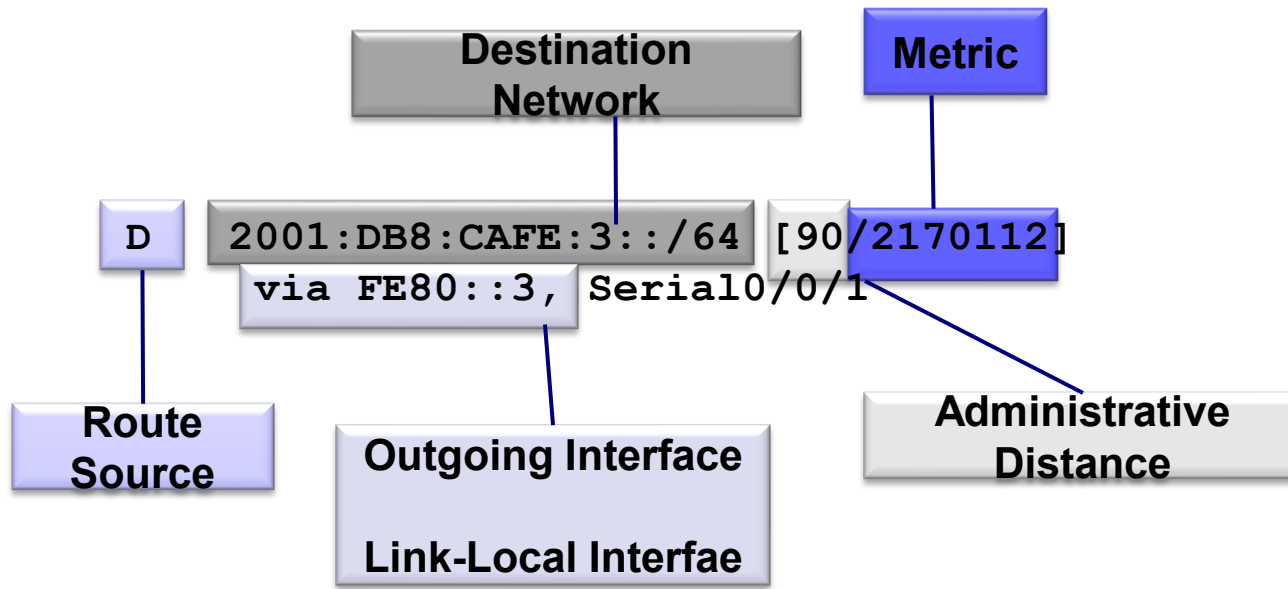 Destination
Network
Metric
D 2001:DB8:CAFE:3::/64 [90/2170112]
via FE80::3, Serial0/0/1
Route
Source
Outgoing Interface
Link-Local Interfae
Administrative
Distance